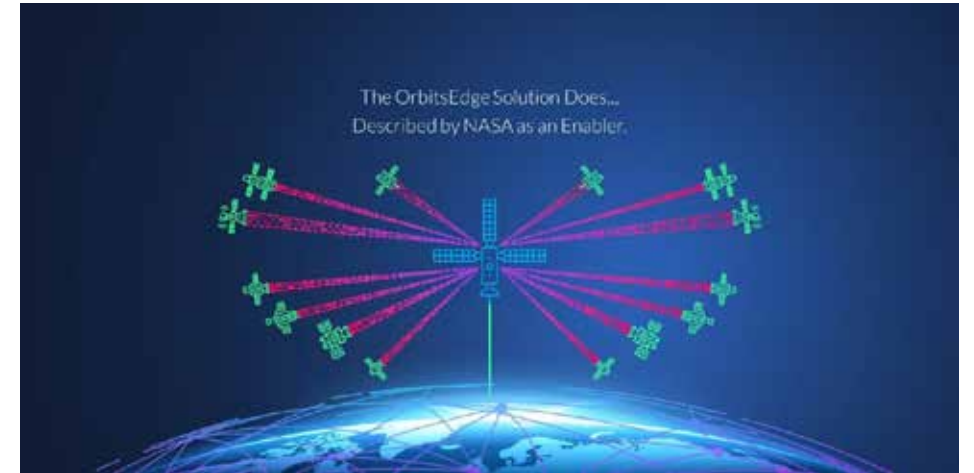 The OrbitsEdge Solution Does...
Described by NASA as an Enabler.